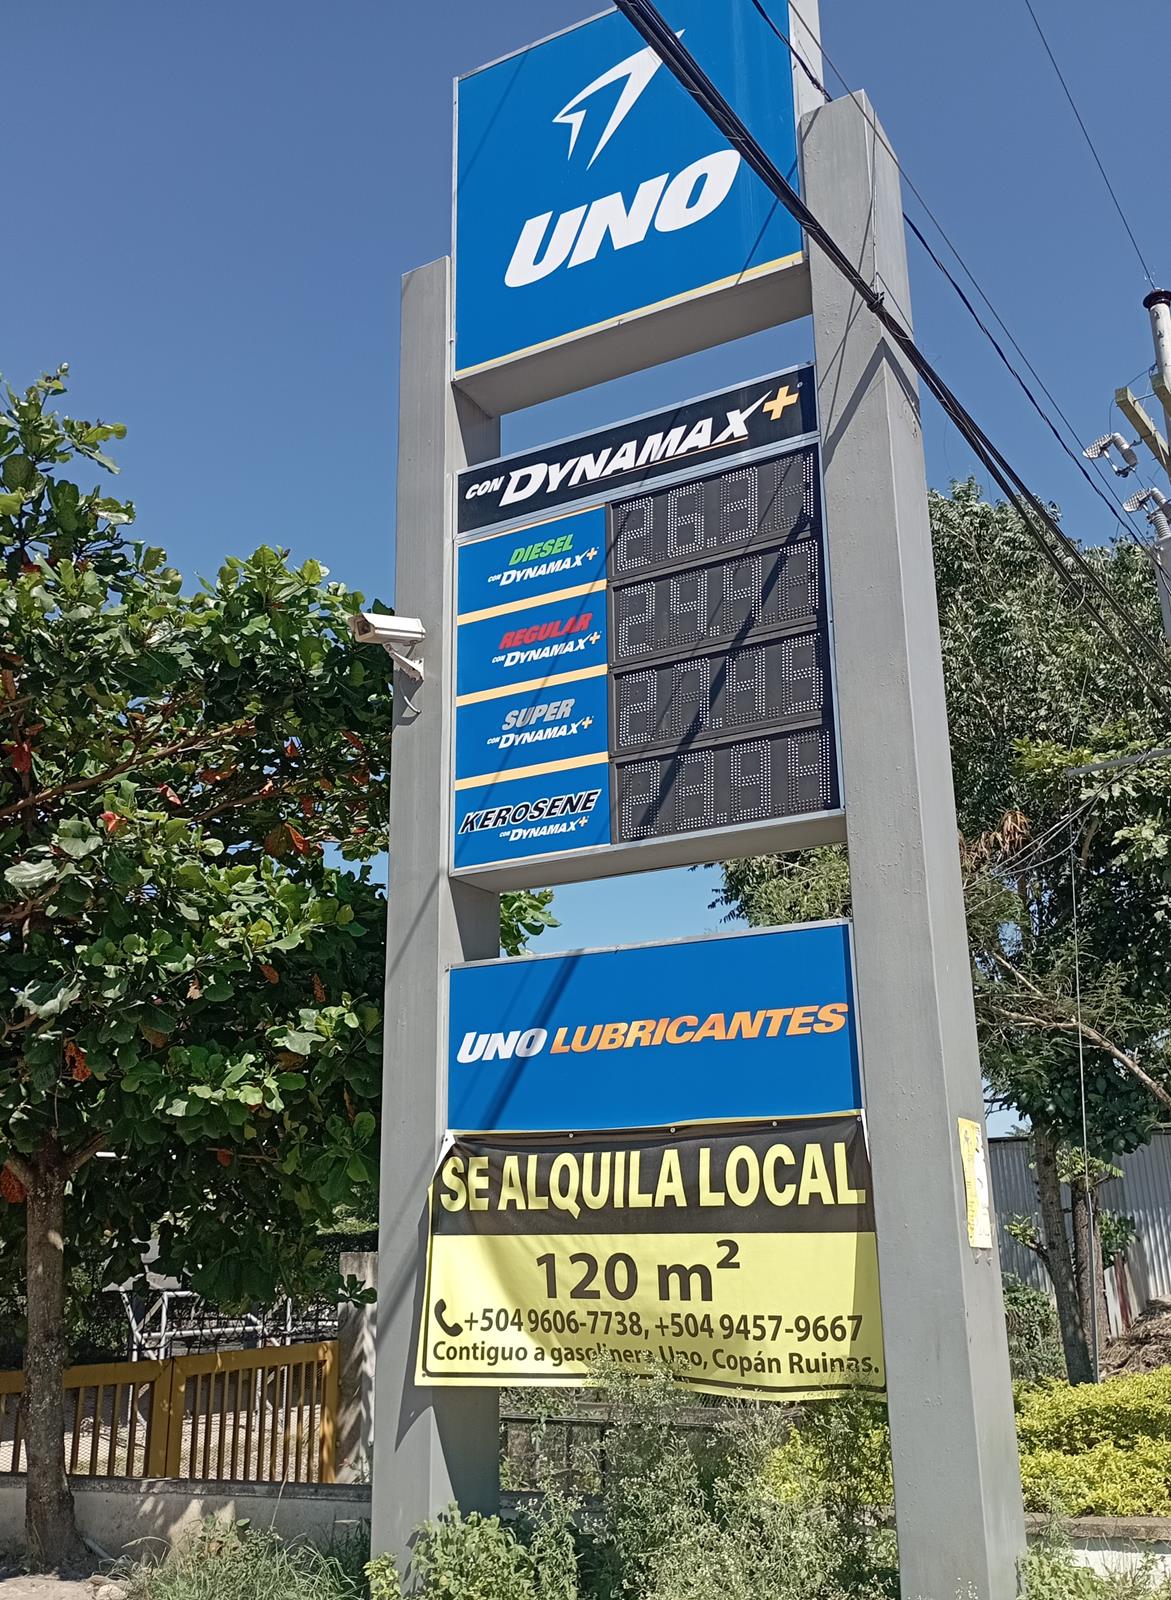 UNO
CON DYNAMAX+
DIESEL
CON DYNAMAX+
REGULAR
CON DYNAMAX+
SUPER
CON DYNAMAX+
KEROSENE
CON DYNAMAX+
UNO LUBRICANTES
SE ALQUILA LOCAL
120 m²
+504 9606-7738, +504 9457-9667
Contiguo a gasolinera Uno, Copán Ruinas.